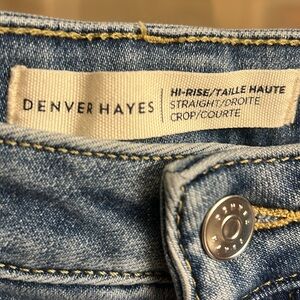 DENVER HAYES
HI-RISE/TAILLE HAUTE
STRAIGHT/DROITE
CROP/COURTE